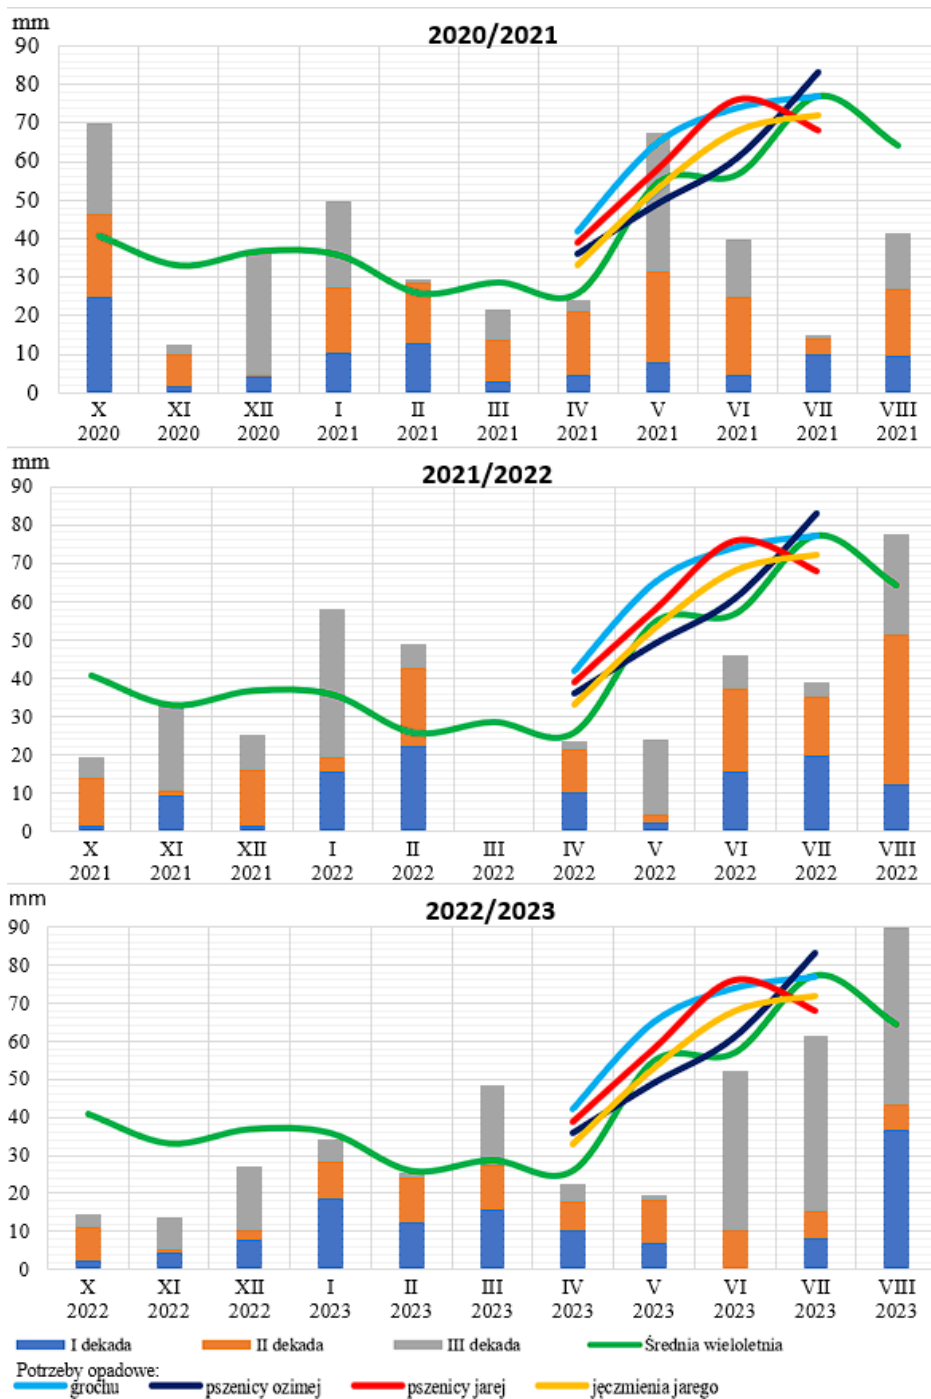 mm
2020/2021
90
80
70
60
50
40
30
20
10
0
X XI XII I II III IV V VI VII VIII
2020 2020 2020 2021 2021 2021 2021 2021 2021 2021 2021
mm
2021/2022
90
80
70
60
50
40
30
20
10
0
X XI XII I II III IV V VI VII VIII
2021 2021 2021 2022 2022 2022 2022 2022 2022 2022 2022
mm
2022/2023
90
80
70
60
50
40
30
20
10
0
X XI XII I II III IV V VI VII VIII
2022 2022 2022 2023 2023 2023 2023 2023 2023 2023 2023
I dekada II dekada III dekada Średnia wieloletnia
Potrzeby opadowe:
grochu pszenicy ozimej pszenicy jarej jęczmienia jarego